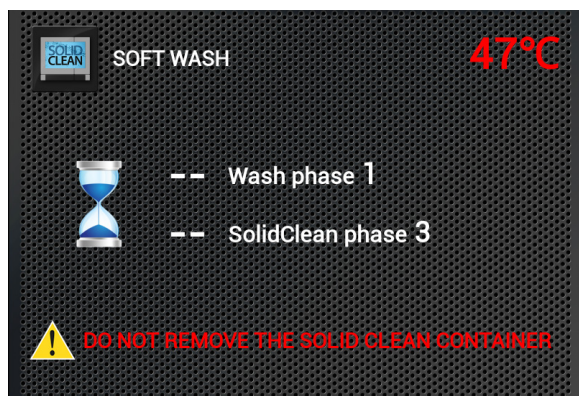 SOLID
CLEAN
SOFT WASH
47°C
-- Wash phase 1
-- SolidClean phase 3
DO NOT REMOVE THE SOLID CLEAN CONTAINER